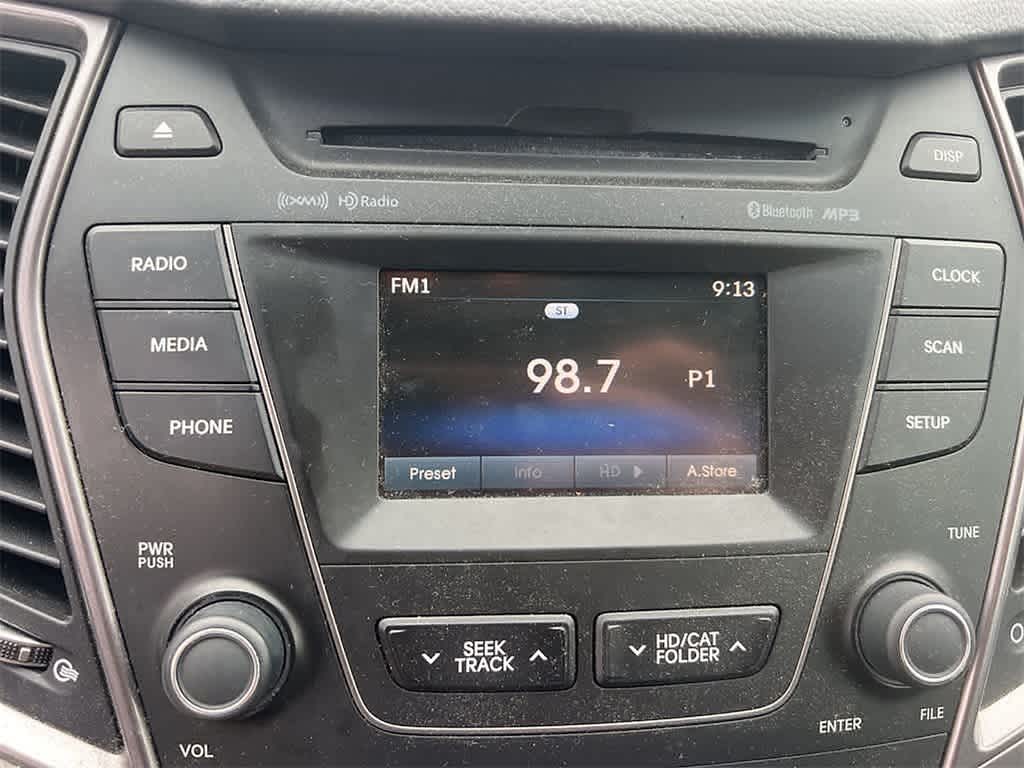 DISP
((XM)) HD Radio
Bluetooth MP3
RADIO
MEDIA
PHONE
FM1 9:13
ST
98.7 P1
Preset Info HD A.Store
CLOCK
SCAN
SETUP
PWR
PUSH
VOL
SEEK
TRACK
HD/CAT
FOLDER
TUNE
ENTER
FILE